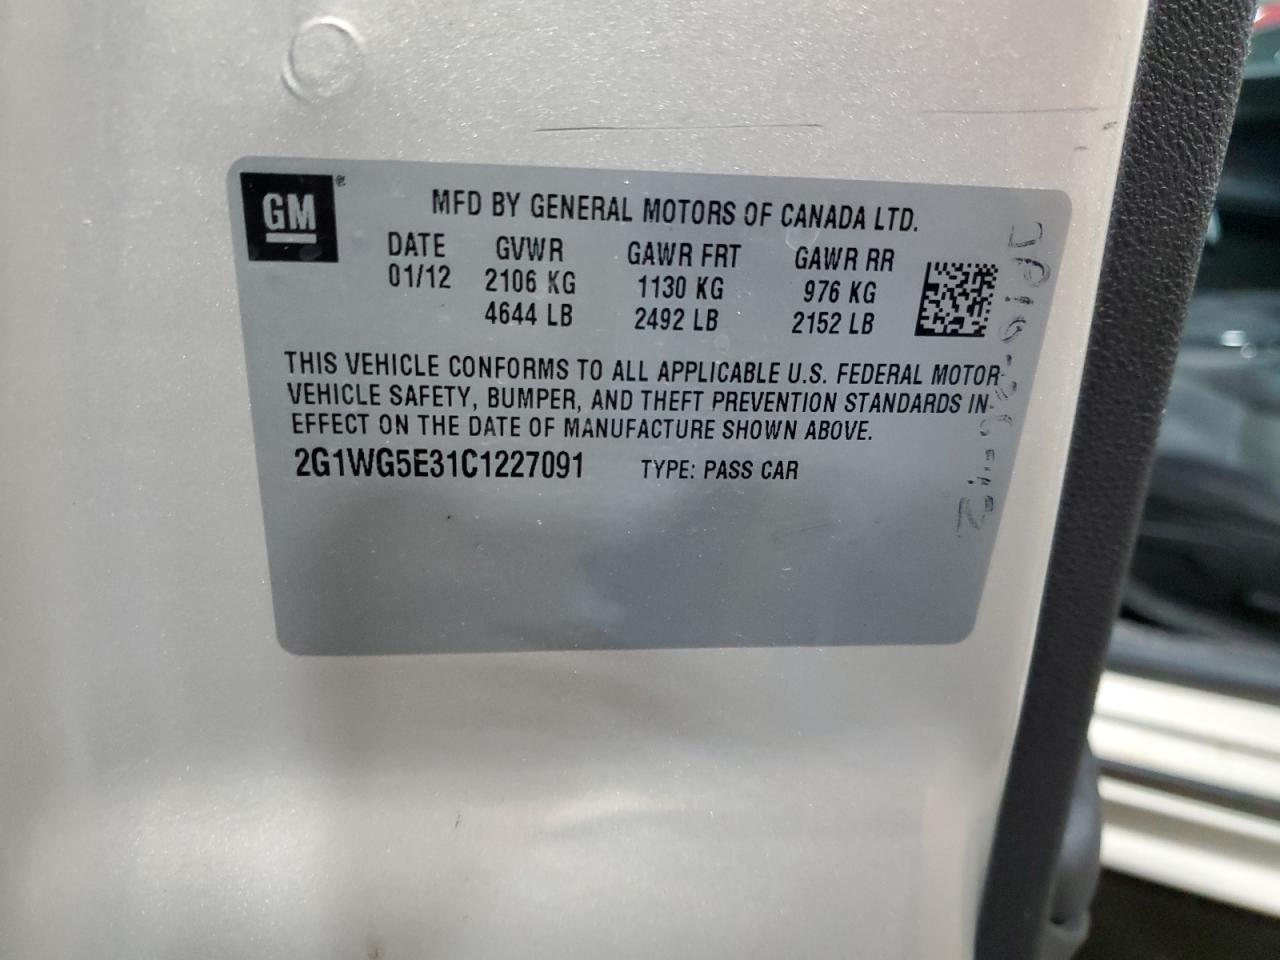 GM
MFD BY GENERAL MOTORS OF CANADA LTD.
DATE GVWR GAWR FRT GAWR RR
01/12 2106 KG 1130 KG 976 KG
4644 LB 2492 LB 2152 LB
THIS VEHICLE CONFORMS TO ALL APPLICABLE U.S. FEDERAL MOTOR
VEHICLE SAFETY, BUMPER, AND THEFT PREVENTION STANDARDS IN
EFFECT ON THE DATE OF MANUFACTURE SHOWN ABOVE.
2G1WG5E31C1227091 TYPE: PASS CAR